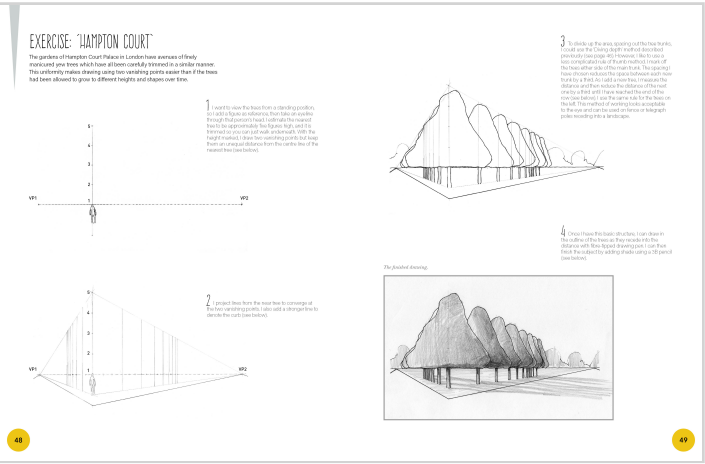 EXERCISE: "HAMPTON COURT"
The gardens of Hampton Court Palace in London have avenues of finely
manicured yew trees which have all been carefully trimmed in a similar manner.
This uniformity makes drawing using two vanishing points easier than if the trees
had been allowed to grow to different heights and shapes over time.
1 I want to view the trees from a standing position,
so I add a figure as reference, then take an eyeline
through that person's head. I estimate the nearest
tree to be approximately five figures high, and it is
trimmed so you can just walk underneath. With the
height marked, I draw two vanishing points but keep
them an unequal distance from the centre line of the
nearest tree (see below).
5
4
3
2
VP1
1
VP2
2 I project lines from the near tree to converge at
the two vanishing points. I also add a stronger line to
denote the curb (see below).
5
4
3
2
VP1
1
VP2
48
3 To divide up the area, spacing out the tree trunks,
I could use the 'Diving depth' method described
previously (see page 46). However, I like to use a
less complicated rule of thumb method. I mark off
the trees either side of the main trunk. The spacing I
have chosen reduces the space between each new
trunk by a third. As I add a new tree, I measure the
distance and then reduce the distance of the next
one by a third until I have reached the end of the
row (see below). I use the same rule for the trees on
the left. This method of working looks acceptable
to the eye and can be used on fence or telegraph
poles receding into a landscape.
4 Once I have this basic structure, I can draw in
the outline of the trees as they recede into the
distance with fibre tipped drawing pen. I can then
finish the subject by adding shade using a 3B pencil
(see below).
The finished drawing.
49